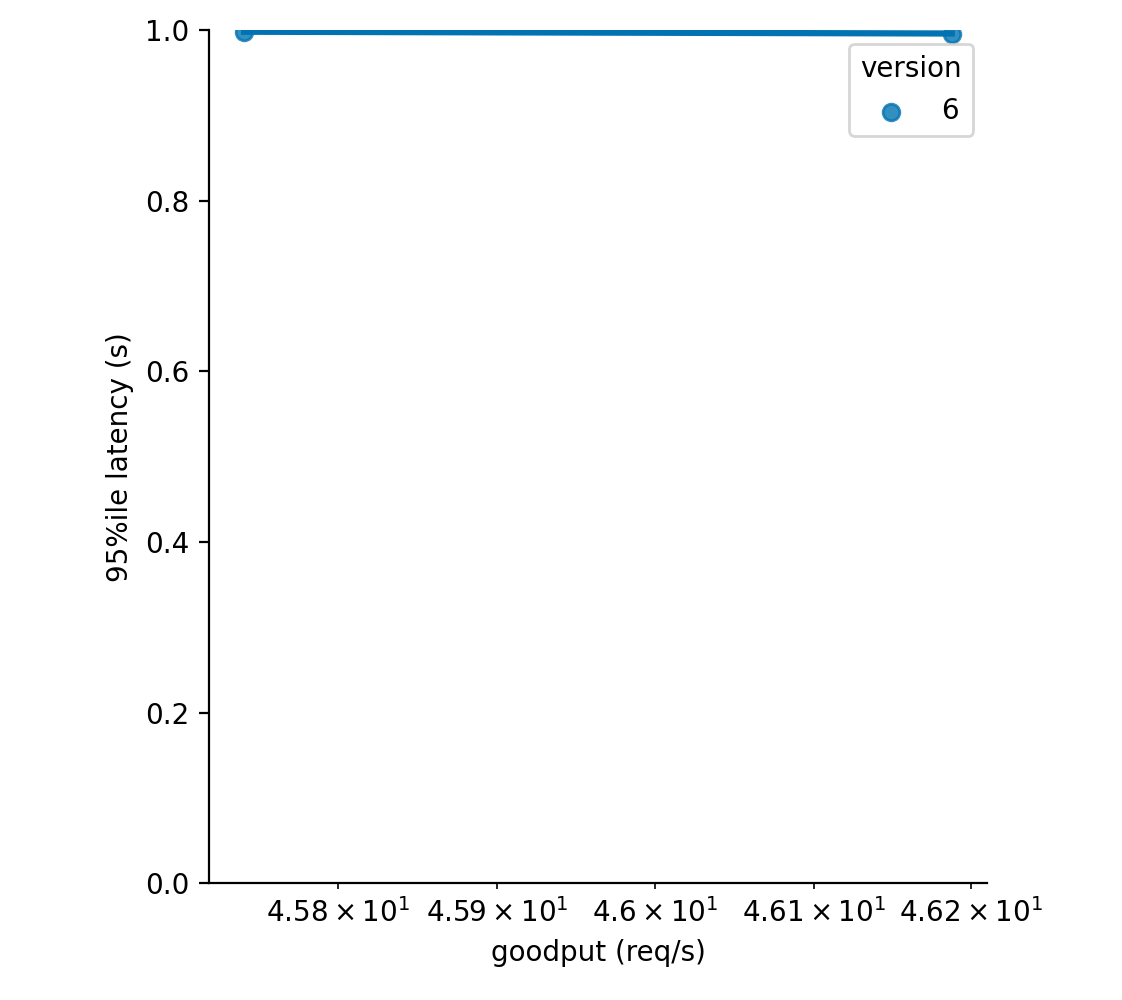 1.0
version
6
0.8
0.6
0.4
0.2
0.0
95%ile latency (s)
4.58 × 10¹ 4.59 × 10¹ 4.6 × 10¹ 4.61 × 10¹ 4.62 × 10¹
goodput (req/s)